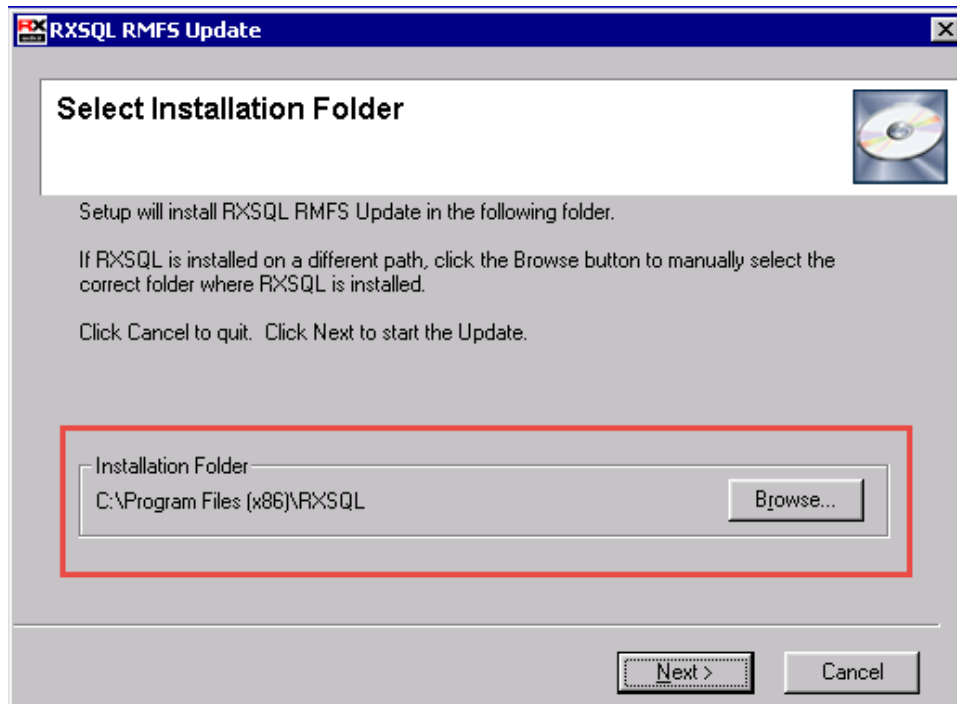 RX
RXSQL RMFS Update
Select Installation Folder
Setup will install RXSQL RMFS Update in the following folder.
If RXSQL is installed on a different path, click the Browse button to manually select the
correct folder where RXSQL is installed.
Click Cancel to quit.  Click Next to start the Update.
Installation Folder
C:\Program Files (x86)\RXSQL
Browse...
Next >
Cancel